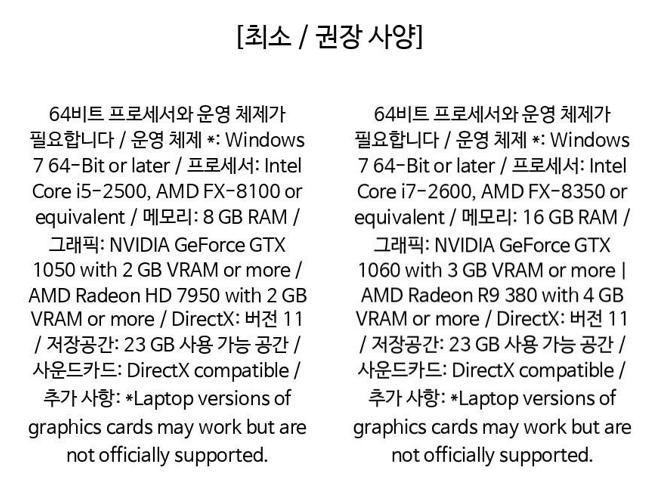 [최소 / 권장 사양]
64비트 프로세서와 운영 체제가
필요합니다 / 운영 체제 *: Windows
7 64-Bit or later / 프로세서: Intel
Core i5-2500, AMD FX-8100 or
equivalent / 메모리: 8 GB RAM /
그래픽: NVIDIA GeForce GTX
1050 with 2 GB VRAM or more /
AMD Radeon HD 7950 with 2 GB
VRAM or more / DirectX: 버전 11
/ 저장공간: 23 GB 사용 가능 공간 /
사운드카드: DirectX compatible /
추가 사항: *Laptop versions of
graphics cards may work but are
not officially supported.
64비트 프로세서와 운영 체제가
필요합니다 / 운영 체제 *: Windows
7 64-Bit or later / 프로세서: Intel
Core i7-2600, AMD FX-8350 or
equivalent / 메모리: 16 GB RAM /
그래픽: NVIDIA GeForce GTX
1060 with 3 GB VRAM or more |
AMD Radeon R9 380 with 4 GB
VRAM or more / DirectX: 버전 11
/ 저장공간: 23 GB 사용 가능 공간 /
사운드카드: DirectX compatible /
추가 사항: *Laptop versions of
graphics cards may work but are
not officially supported.